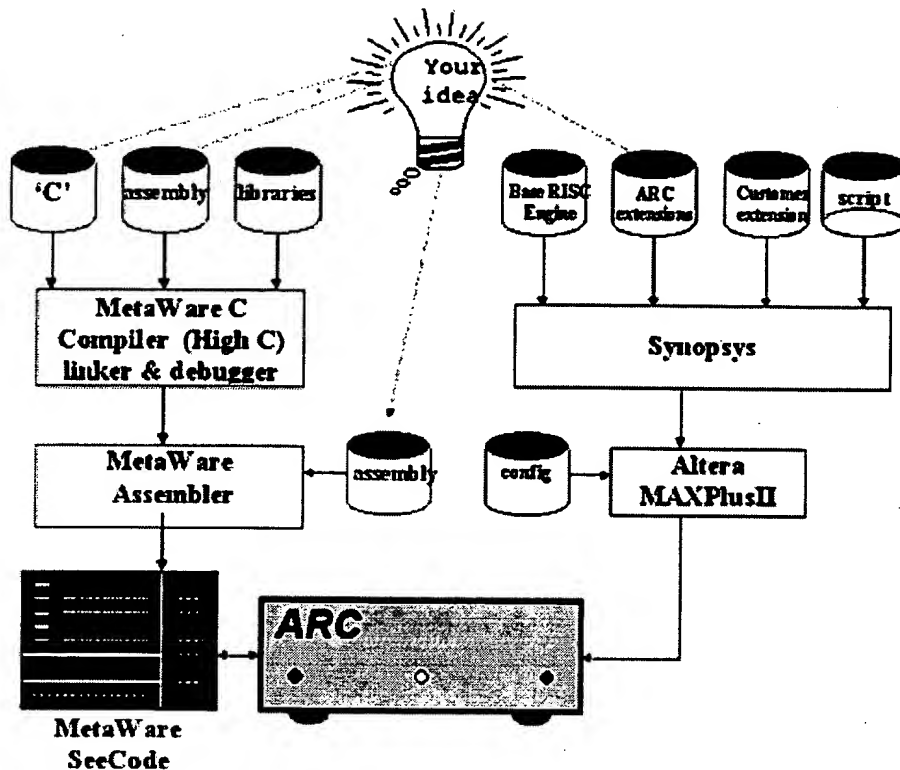 Your
idea
'C'
assembly
libraries
Base RISC
Engine
ARC
extensions
Customer
extension
script
MetaWare C
Compiler (High C)
linker & debugger
Synopsys
MetaWare
Assembler
assembly
config
Altera
MAXPlusII
ARC
MetaWare
SeeCode